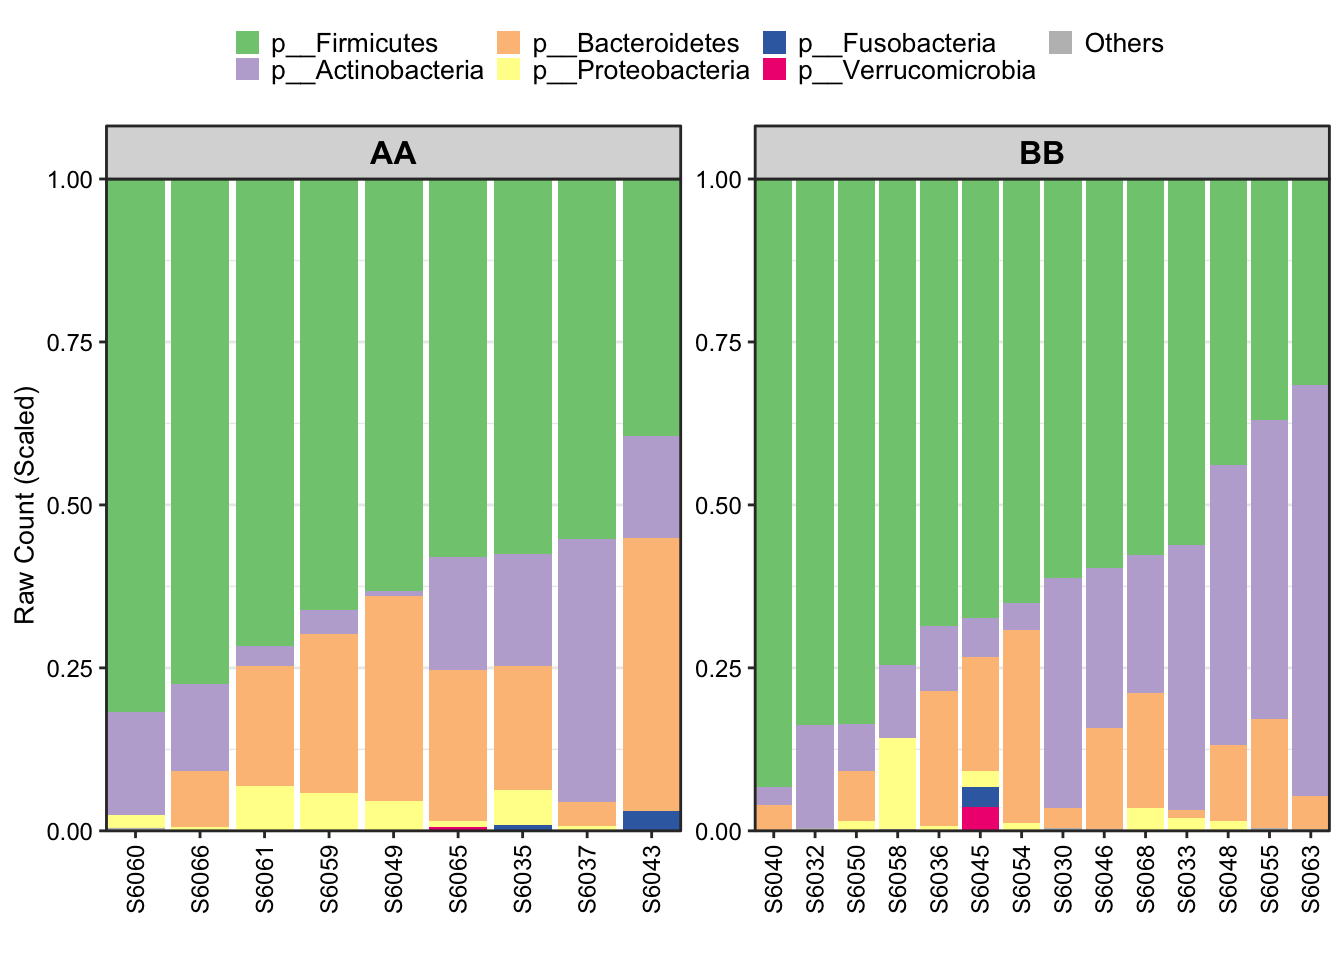 p__Firmicutes p__Bacteroidetes p__Fusobacteria Others
p__Actinobacteria p__Proteobacteria p__Verrucomicrobia
AA BB
1.00 1.00
0.75 0.75
0.50 0.50
0.25 0.25
0.00 0.00
Raw Count (Scaled)
S6060 S6066 S6061 S6059 S6049 S6065 S6035 S6037 S6043 S6040 S6032 S6050 S6058 S6036 S6045 S6054 S6030 S6046 S6068 S6033 S6048 S6055 S6063